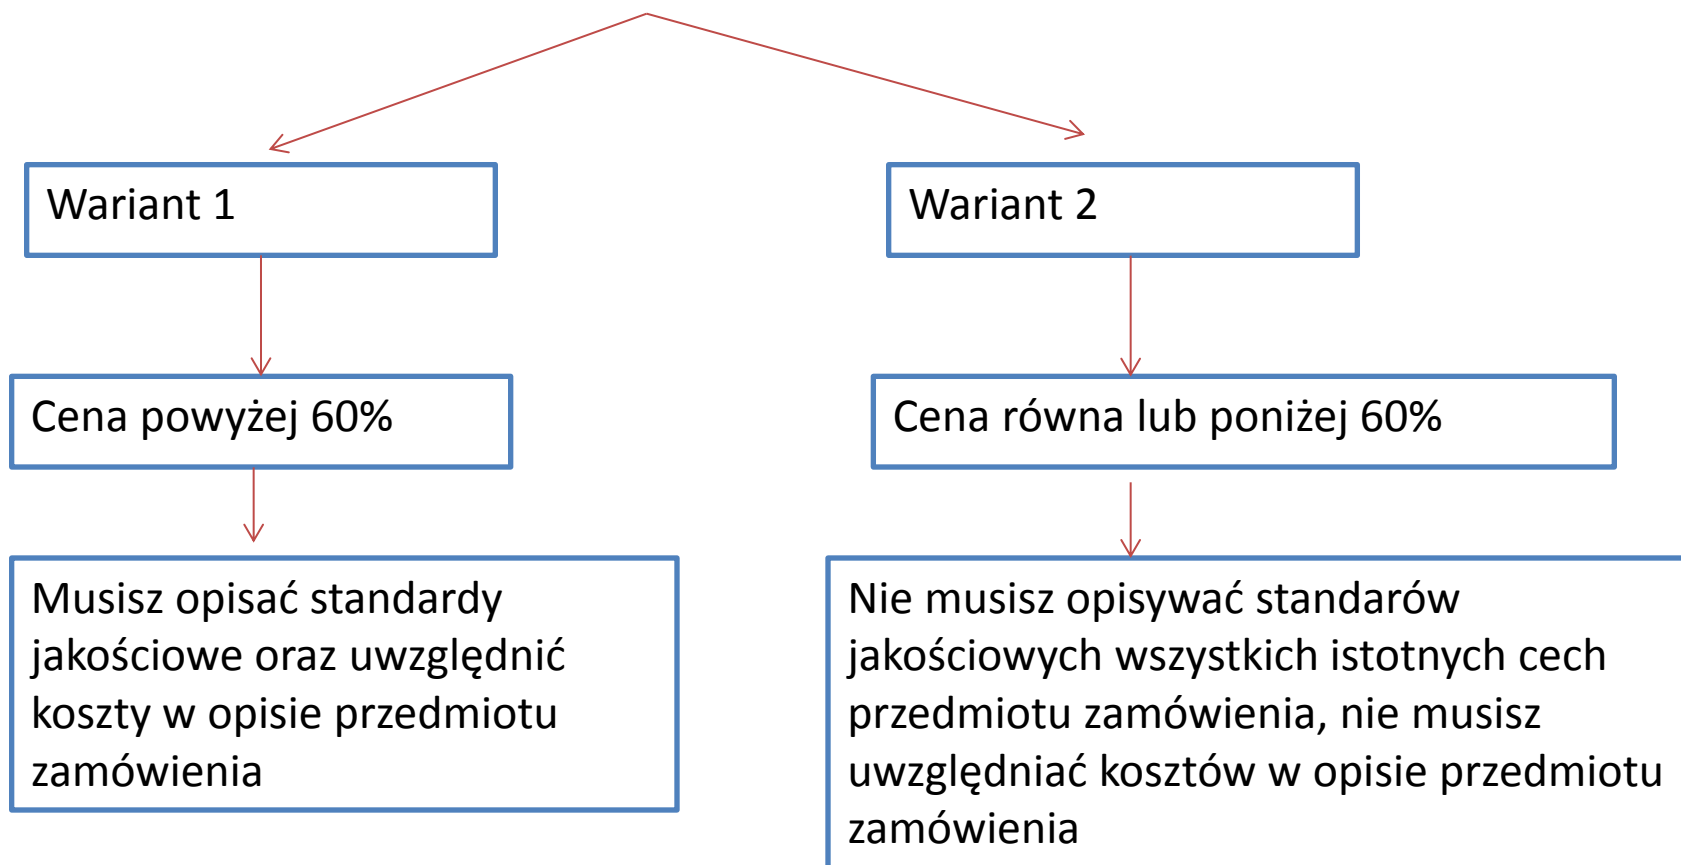 Wariant 1
Wariant 2
Cena powyżej 60%
Cena równa lub poniżej 60%
Musisz opisać standardy
jakościowe oraz uwzględnić
koszty w opisie przedmiotu
zamówienia
Nie musisz opisywać standarów
jakościowych wszystkich istotnych cech
przedmiotu zamówienia, nie musisz
uwzględniać kosztów w opisie przedmiotu
zamówienia